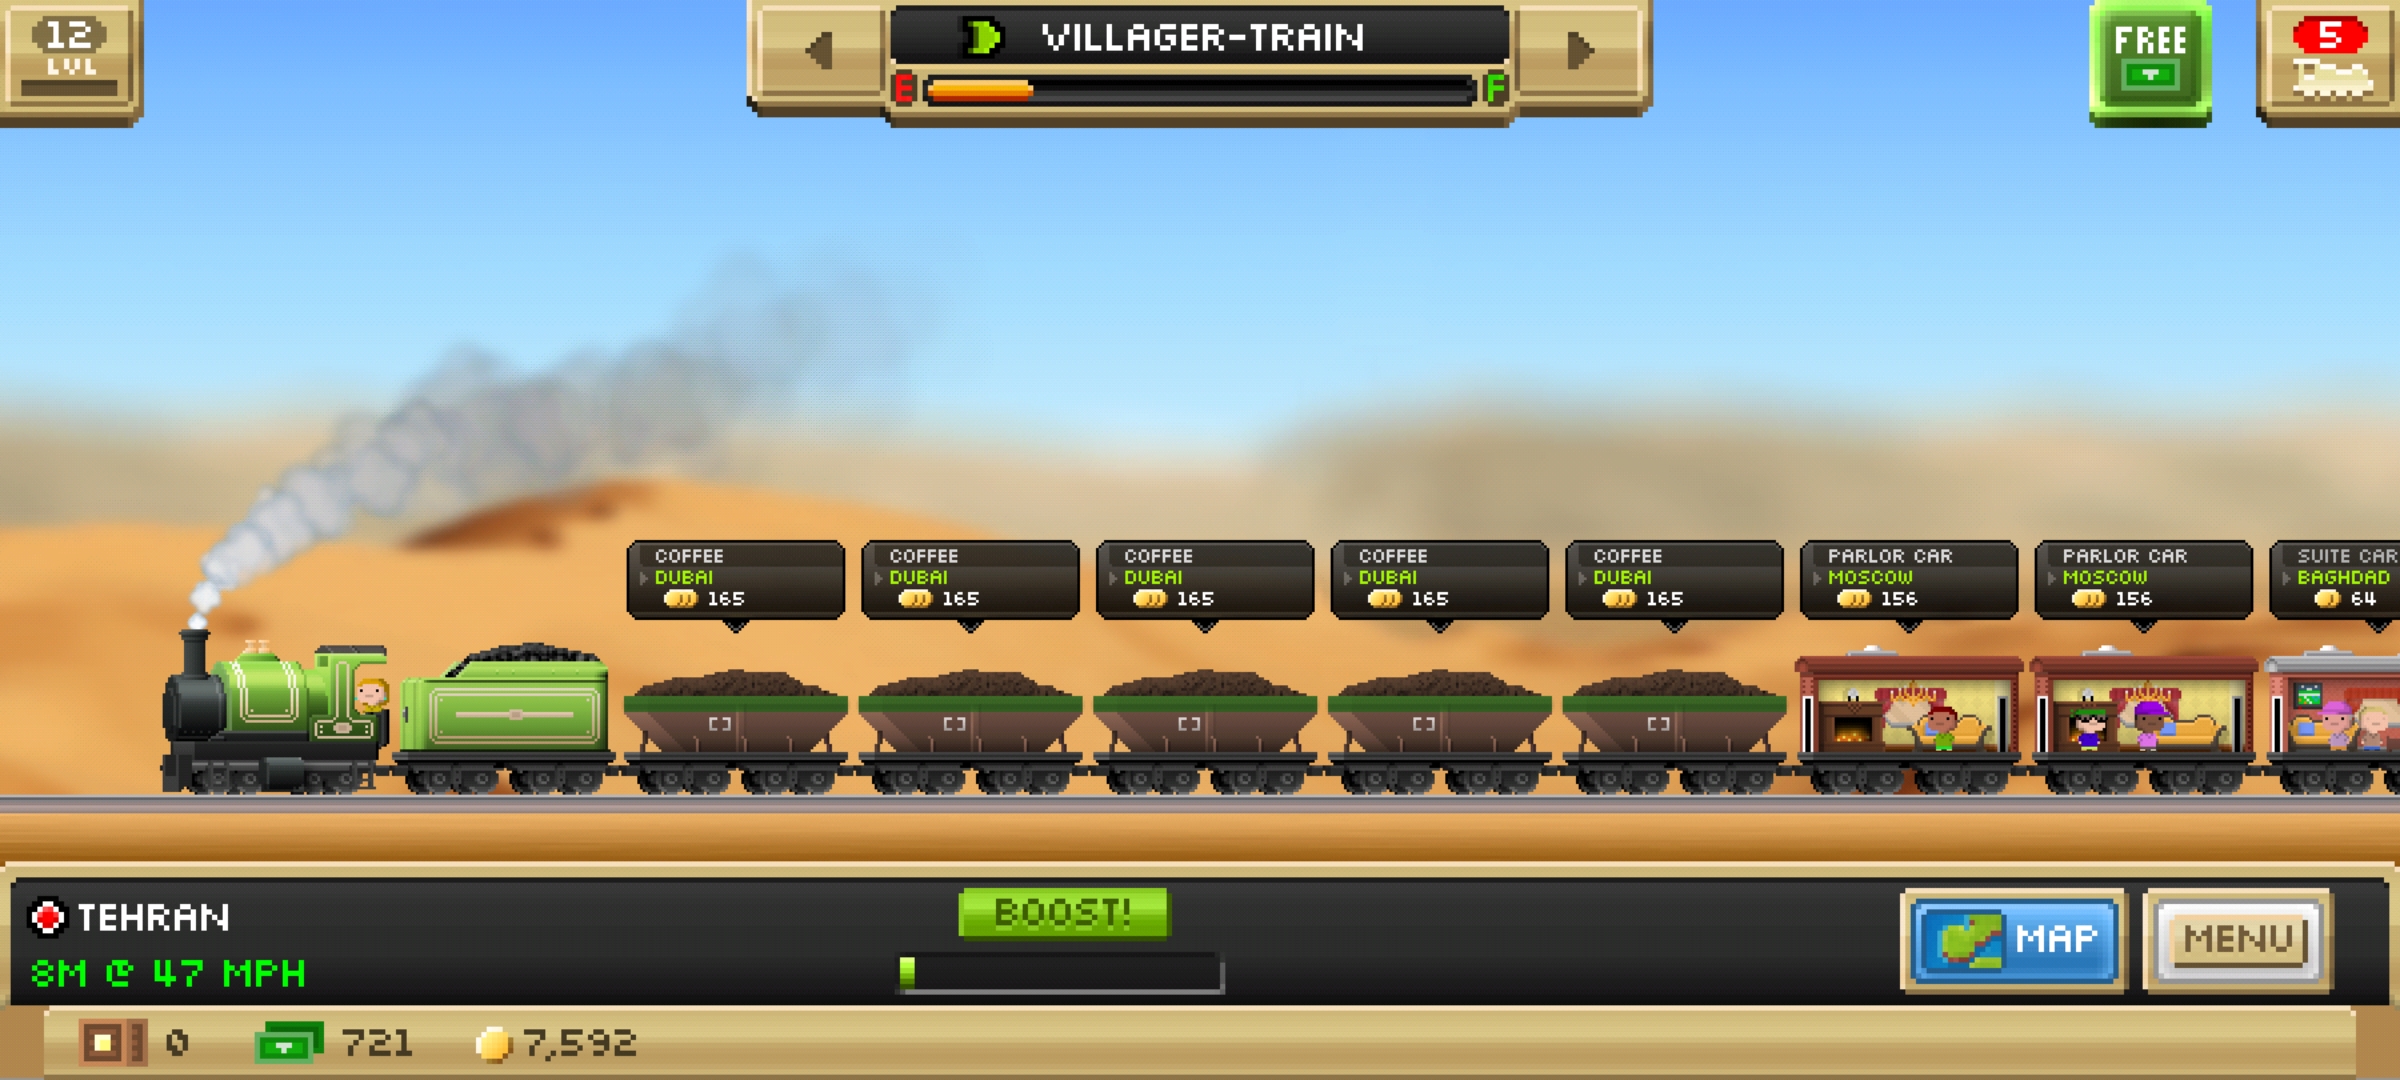 12
LVL
VILLAGER-TRAIN
E
F
FREE
5
COFFEE
DUBAI
165
COFFEE
DUBAI
165
COFFEE
DUBAI
165
COFFEE
DUBAI
165
COFFEE
DUBAI
165
PARLOR CAR
MOSCOW
156
PARLOR CAR
MOSCOW
156
SUITE CAR
BAGHDAD
64
TEHRAN
8M @ 47 MPH
BOOST!
MAP
MENU
0
721
7,592